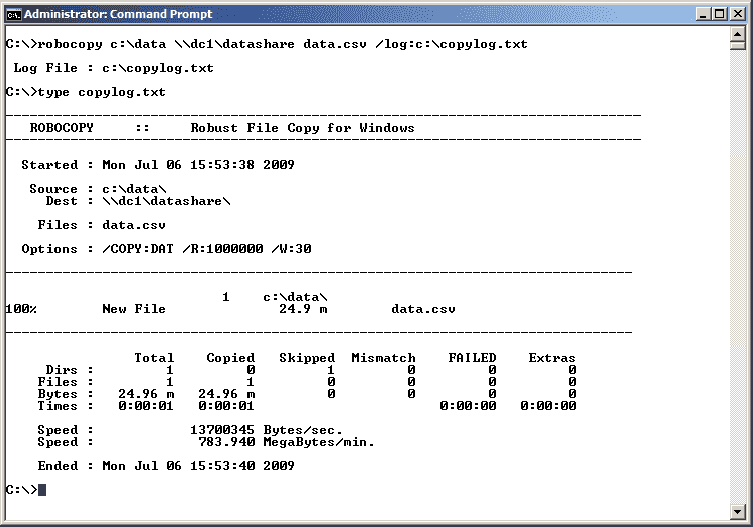 Administrator: Command Prompt
C:\>robocopy c:\data \\dc1\datashare data.csv /log:c:\copylog.txt
Log File : c:\copylog.txt
C:\>type copylog.txt
-------------------------------------------------------------------------------
ROBOCOPY     ::     Robust File Copy for Windows
-------------------------------------------------------------------------------
Started : Mon Jul 06 15:53:38 2009
Source : c:\data\
Dest : \\dc1\datashare\
Files : data.csv
Options : /COPY:DAT /R:1000000 /W:30
------------------------------------------------------------------------------
1    c:\data\
100%        New File              24.9 m        data.csv
------------------------------------------------------------------------------
Total    Copied   Skipped  Mismatch    FAILED    Extras
Dirs :         1         0         1         0         0         0
Files :         1         1         0         0         0         0
Bytes :   24.96 m   24.96 m         0         0         0         0
Times :   0:00:01   0:00:01                       0:00:00   0:00:00
Speed :            13700345 Bytes/sec.
Speed :             783.940 MegaBytes/min.
Ended : Mon Jul 06 15:53:40 2009
C:\>